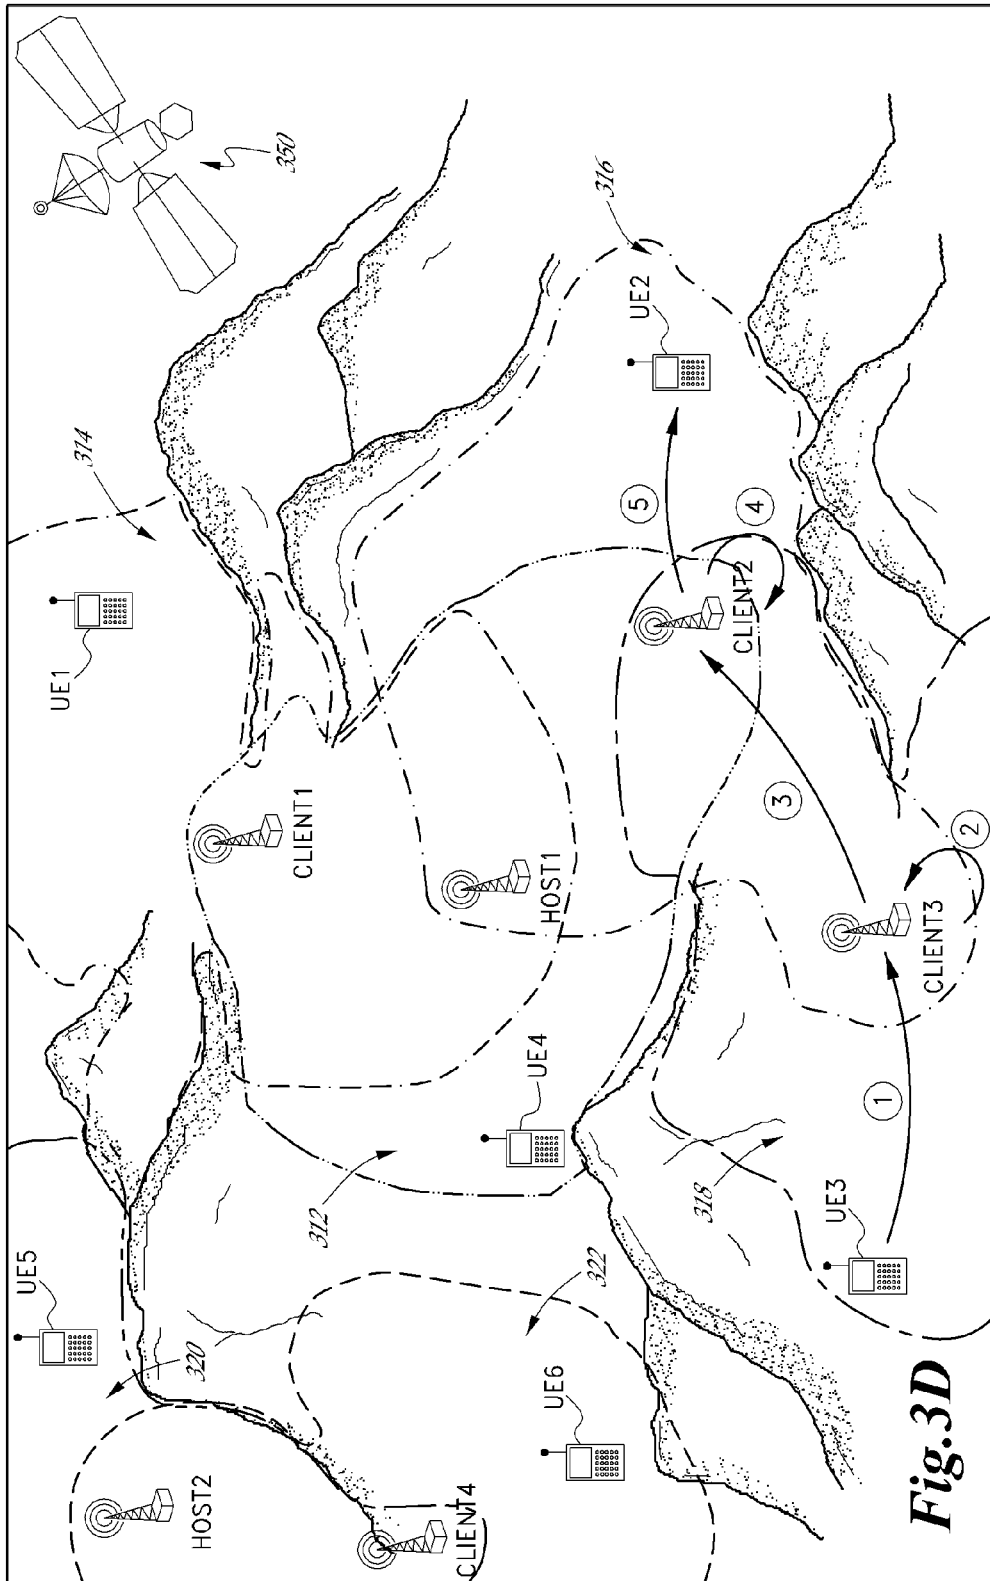 350
314
316
UE1
UE2
CLIENT1
HOST1
CLIENT2
5
4
3
2
CLIENT3
UE4
UE5
312
318
1
UE3
320
322
UE6
HOST2
CLIENT4
Fig.3D